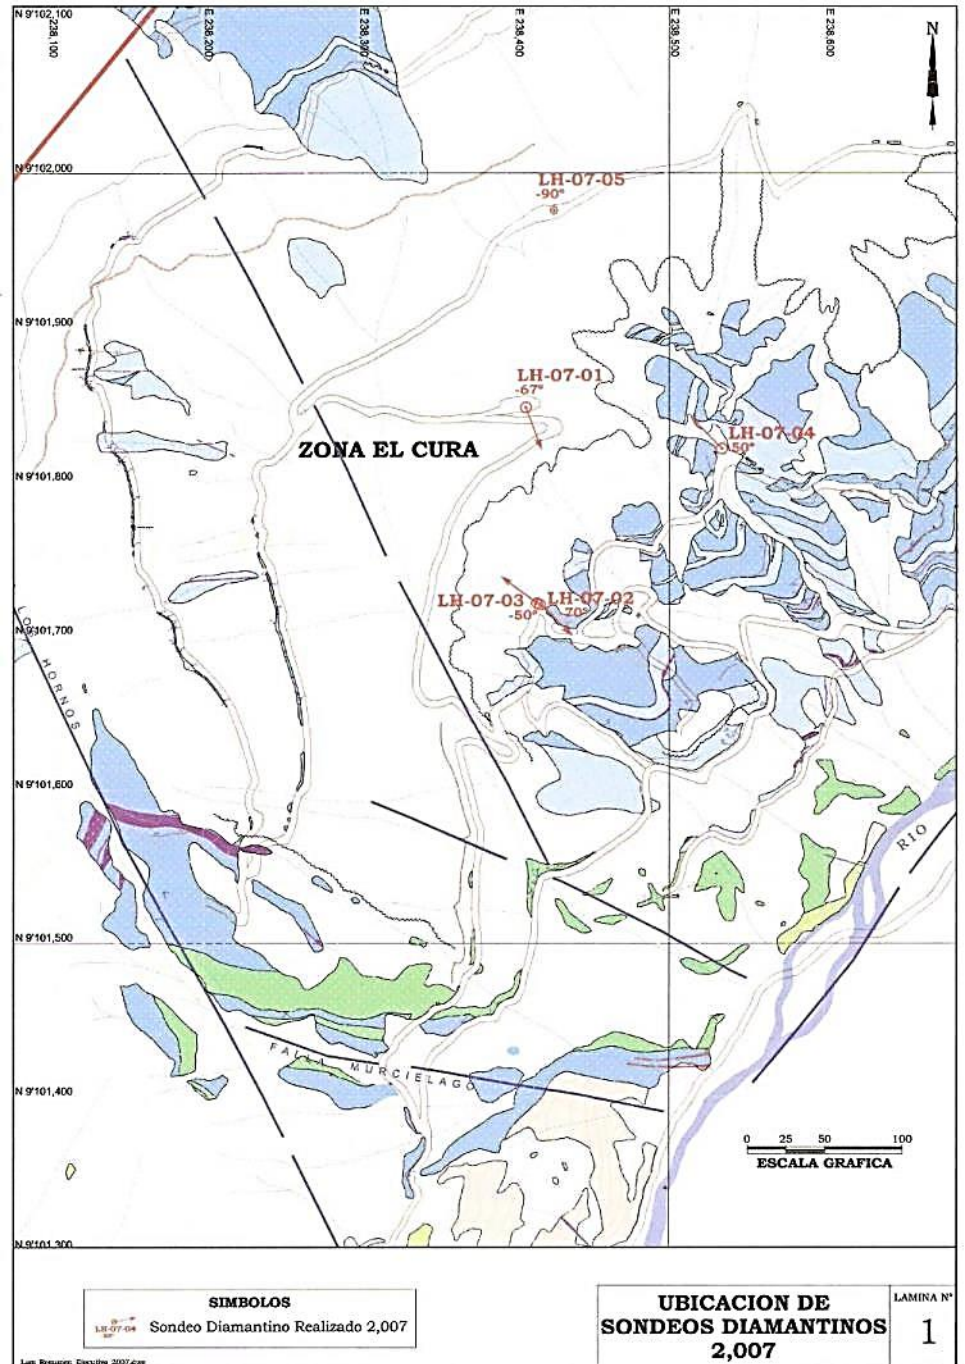 N 9'102,100
E 238,100
E 238,200
E 238,300
E 238,400
E 238,500
E 238,600
N
N 9'102,000
LH-07-05
-90°
N 9'101,900
LH-07-01
-67°
LH-07-04
-50°
ZONA EL CURA
N 9'101,800
LH-07-03
-50°
LH-07-02
-70°
N 9'101,700
LOS HORNOS
N 9'101,600
RIO
N 9'101,500
FALLA MURCIELAGO
N 9'101,400
0 25 50 100
ESCALA GRAFICA
N 9'101,300
SIMBOLOS
LH-07-04
Sondeo Diamantino Realizado 2,007
UBICACION DE
SONDEOS DIAMANTINOS
2,007
LAMINA N°
1